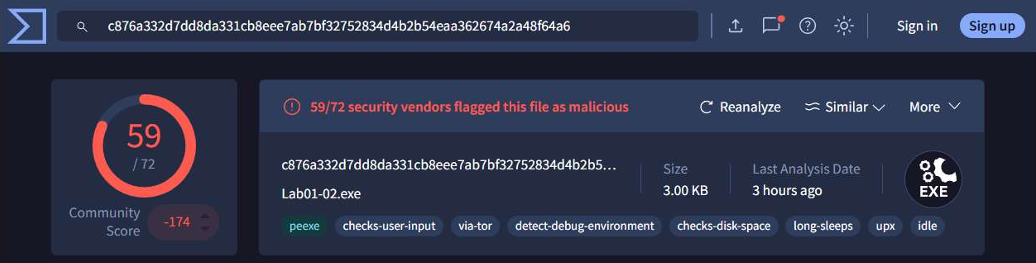 c876a332d7dd8da331cb8eee7ab7bf32752834d4b2b54eaa362674a2a48f64a6
Sign in
Sign up
59
/ 72
Community
Score
-174
59/72 security vendors flagged this file as malicious
Reanalyze
Similar
More
c876a332d7dd8da331cb8eee7ab7bf32752834d4b2b5...
Lab01-02.exe
Size
3.00 KB
Last Analysis Date
3 hours ago
EXE
peexe
checks-user-input
via-tor
detect-debug-environment
checks-disk-space
long-sleeps
upx
idle